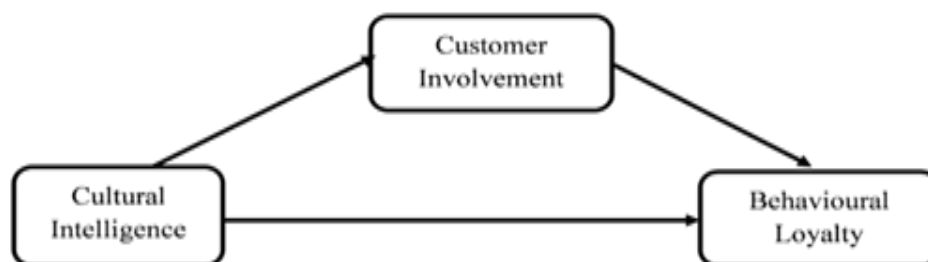 Customer
Involvement
Cultural
Intelligence
Behavioural
Loyalty